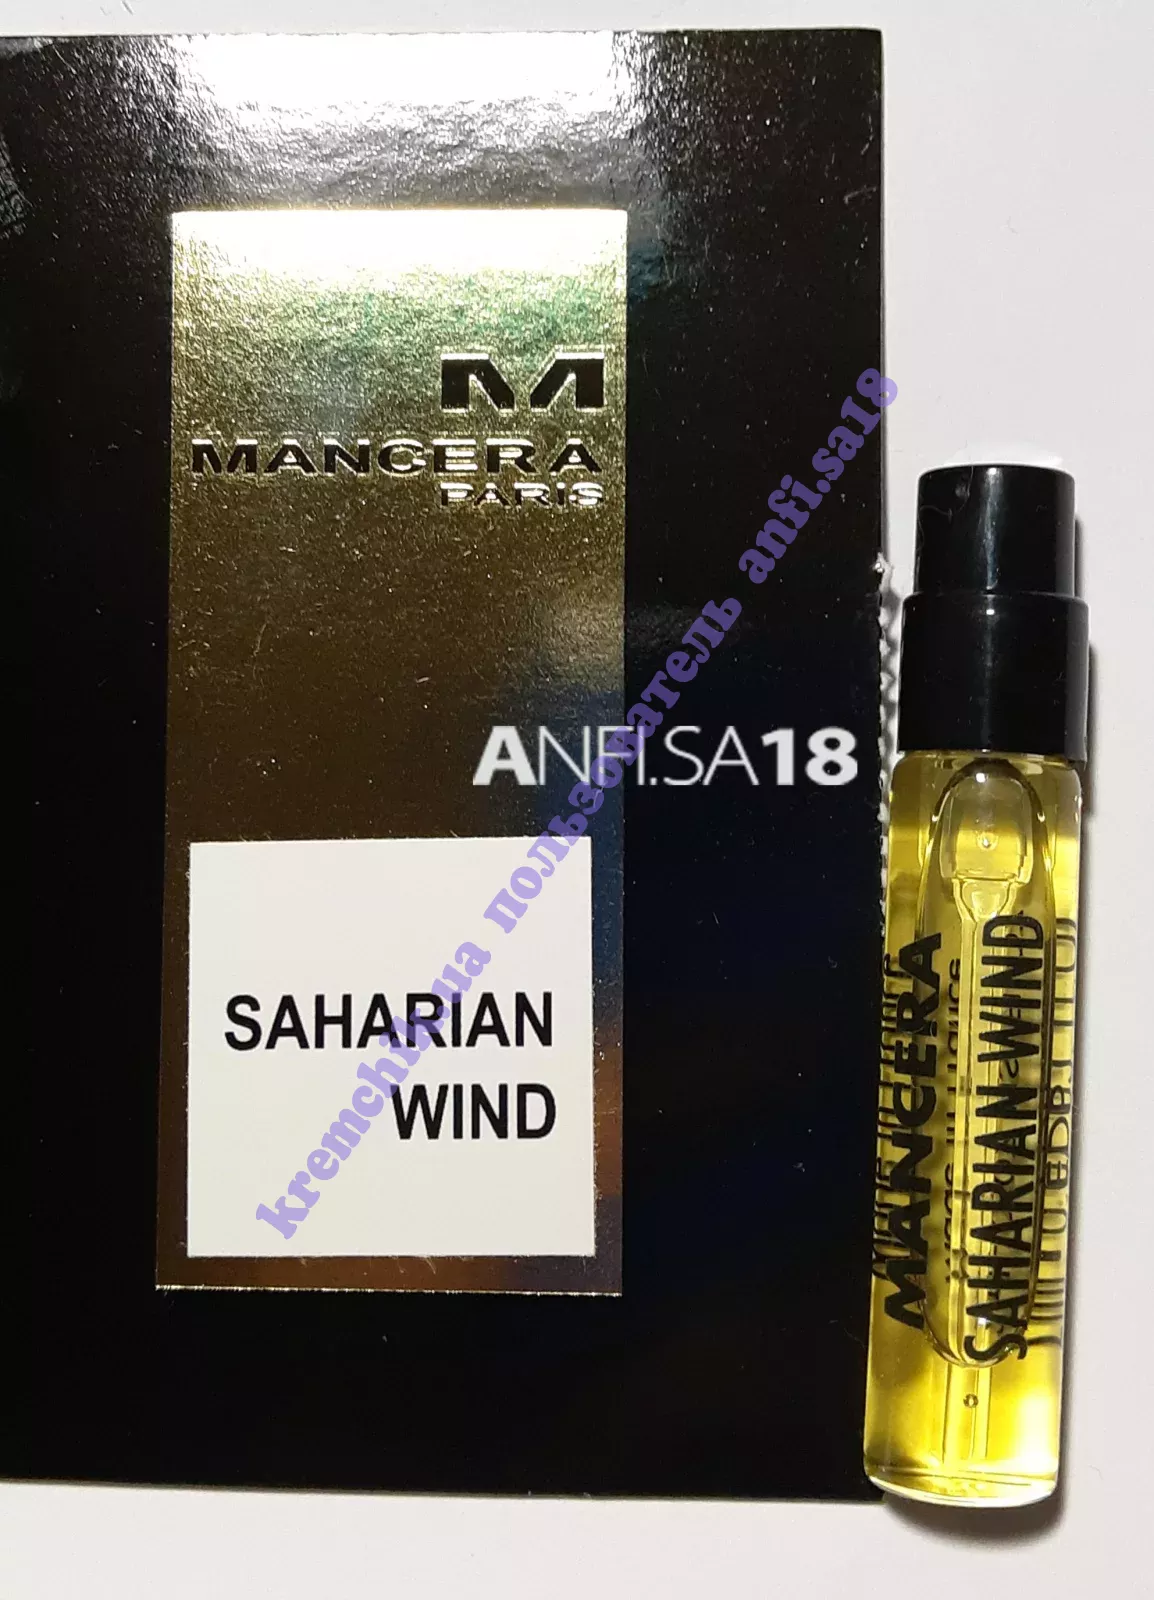 M
MANCERA
PARIS
ANFI.SA18
kremchik.ua пользователь anfi.sa18
SAHARIAN
WIND
MANCERA
SAHARIAN WIND